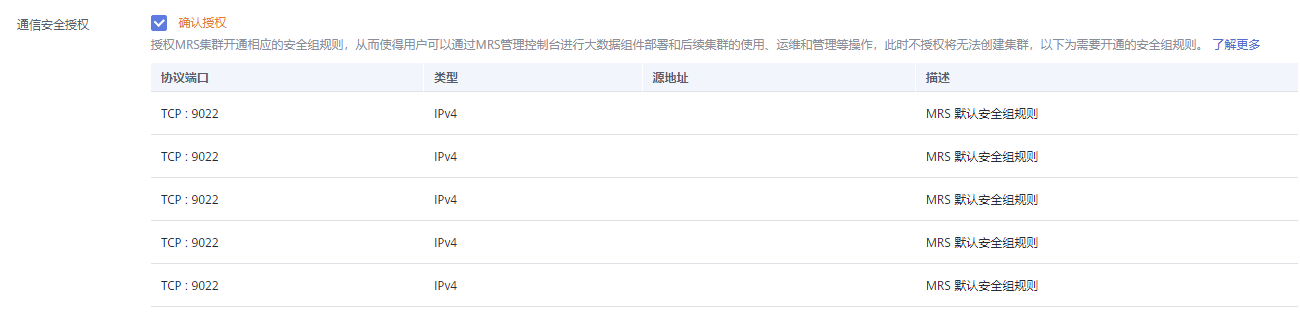 通信安全授权 确认授权
授权MRS集群开通相应的安全组规则，从而使得用户可以通过MRS管理控制台进行大数据组件部署和后续集群的使用、运维和管理等操作，此时不授权将无法创建集群，以下为需要开通的安全组规则。 了解更多
协议端口 类型 源地址 描述
TCP : 9022 IPv4 MRS 默认安全组规则
TCP : 9022 IPv4 MRS 默认安全组规则
TCP : 9022 IPv4 MRS 默认安全组规则
TCP : 9022 IPv4 MRS 默认安全组规则
TCP : 9022 IPv4 MRS 默认安全组规则